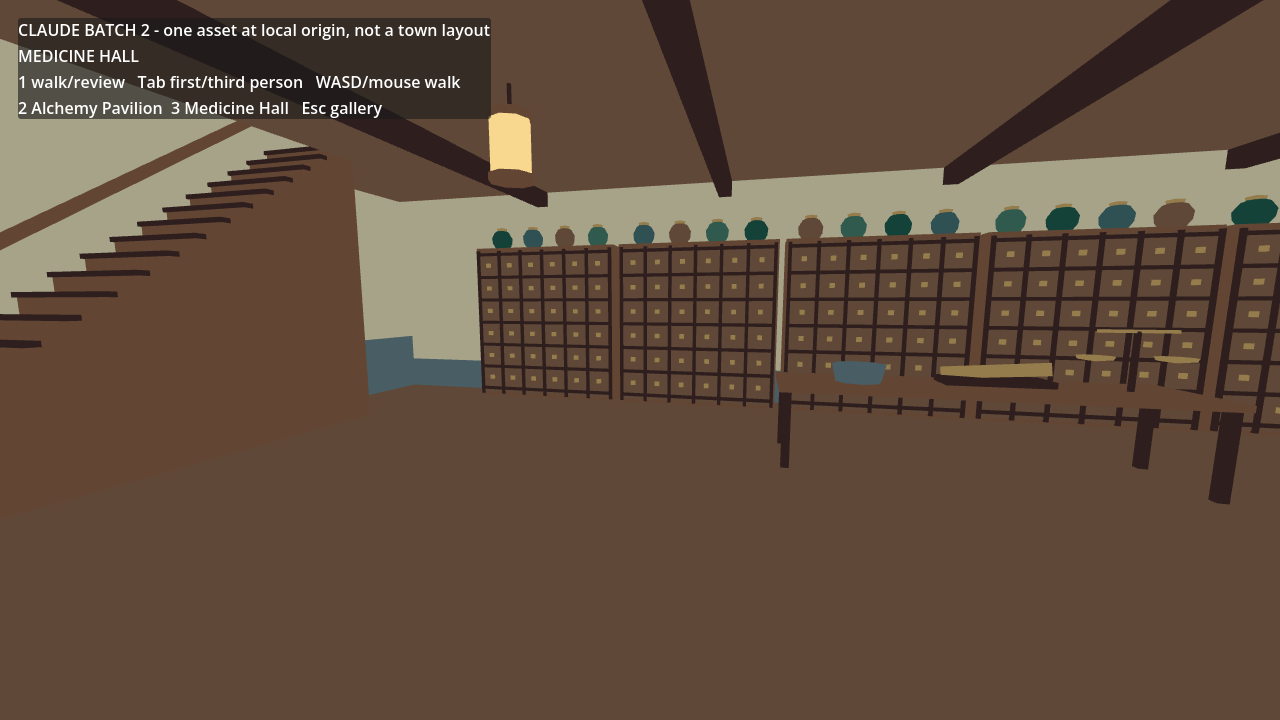 CLAUDE BATCH 2 - one asset at local origin, not a town layout
MEDICINE HALL
1 walk/review   Tab first/third person   WASD/mouse walk
2 Alchemy Pavilion  3 Medicine Hall   Esc gallery